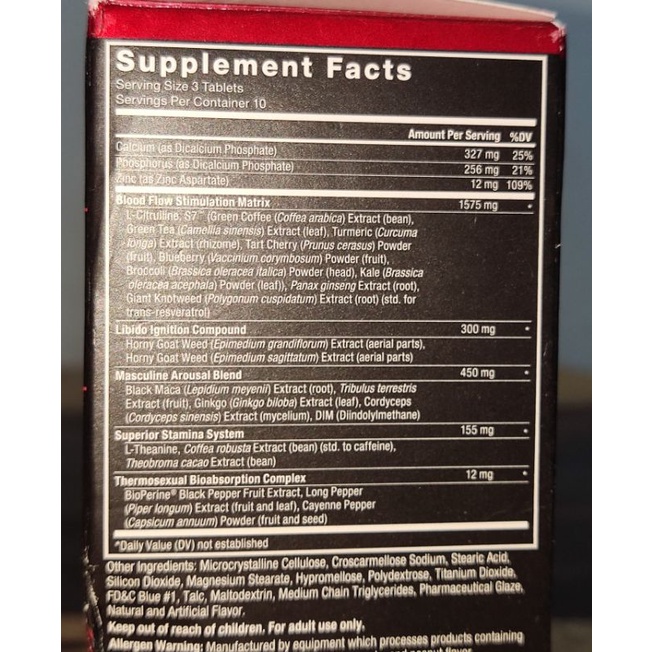 Supplement Facts
Serving Size 3 Tablets
Servings Per Container 10
Amount Per Serving %DV
Calcium (as Dicalcium Phosphate) 327 mg 25%
Phosphorus (as Dicalcium Phosphate) 256 mg 21%
Zinc (as Zinc Aspartate) 12 mg 109%
Blood Flow Stimulation Matrix 1575 mg *
L-Citrulline, S7™ (Green Coffee (Coffea arabica) Extract (bean),
Green Tea (Camellia sinensis) Extract (leaf), Turmeric (Curcuma
longa) Extract (rhizome), Tart Cherry (Prunus cerasus) Powder
(fruit), Blueberry (Vaccinium corymbosum) Powder (fruit),
Broccoli (Brassica oleracea italica) Powder (head), Kale (Brassica
oleracea acephala) Powder (leaf)), Panax ginseng Extract (root),
Giant Knotweed (Polygonum cuspidatum) Extract (root) (std. for
trans-resveratrol)
Libido Ignition Compound 300 mg *
Horny Goat Weed (Epimedium grandiflorum) Extract (aerial parts),
Horny Goat Weed (Epimedium sagittatum) Extract (aerial parts)
Masculine Arousal Blend 450 mg *
Black Maca (Lepidium meyenii) Extract (root), Tribulus terrestris
Extract (fruit), Ginkgo (Ginkgo biloba) Extract (leaf), Cordyceps
(Cordyceps sinensis) Extract (mycelium), DIM (Diindolylmethane)
Superior Stamina System 155 mg *
L-Theanine, Coffea robusta Extract (bean) (std. to caffeine),
Theobroma cacao Extract (bean)
Thermosexual Bioabsorption Complex 12 mg *
BioPerine® Black Pepper Fruit Extract, Long Pepper
(Piper longum) Extract (fruit and leaf), Cayenne Pepper
(Capsicum annuum) Powder (fruit and seed)
*Daily Value (DV) not established
Other Ingredients: Microcrystalline Cellulose, Croscarmellose Sodium, Stearic Acid,
Silicon Dioxide, Magnesium Stearate, Hypromellose, Polydextrose, Titanium Dioxide,
FD&C Blue #1, Talc, Maltodextrin, Medium Chain Triglycerides, Pharmaceutical Glaze,
Natural and Artificial Flavor.
Keep out of reach of children. For adult use only.
Allergen Warning: Manufactured by equipment which processes products containing